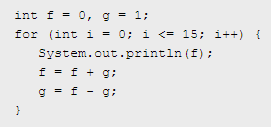 int f = 0, g = 1;
for (int i = 0; i <= 15; i++) {
   System.out.println(f);
   f = f + g;
   g = f - g;
}